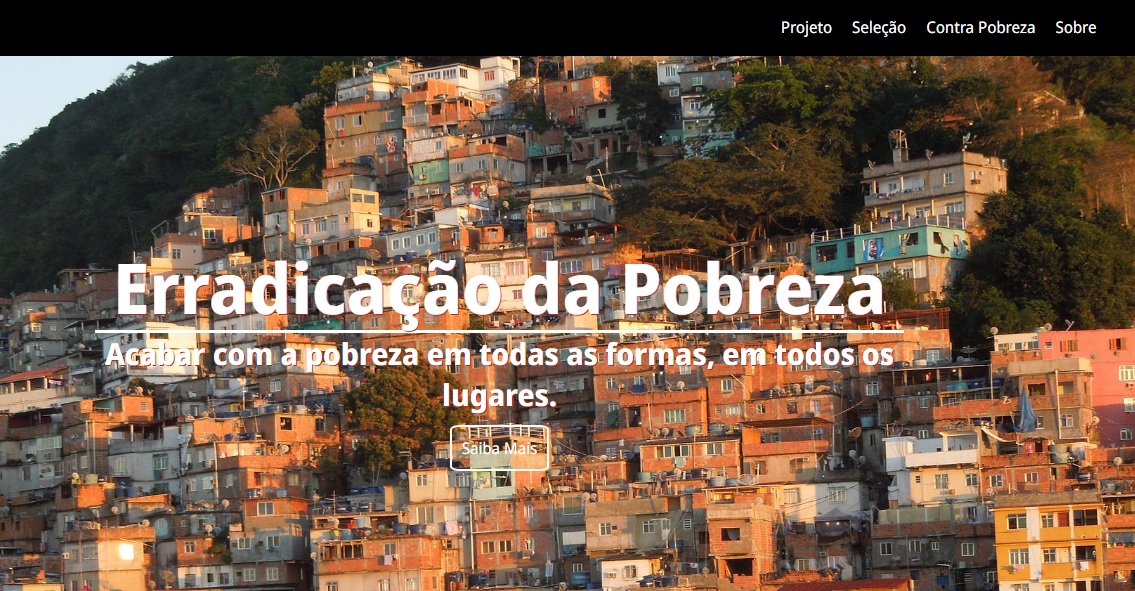 Projeto Seleção Contra Pobreza Sobre
Erradicação da Pobreza
Acabar com a pobreza em todas as formas, em todos os
lugares.
Saiba Mais